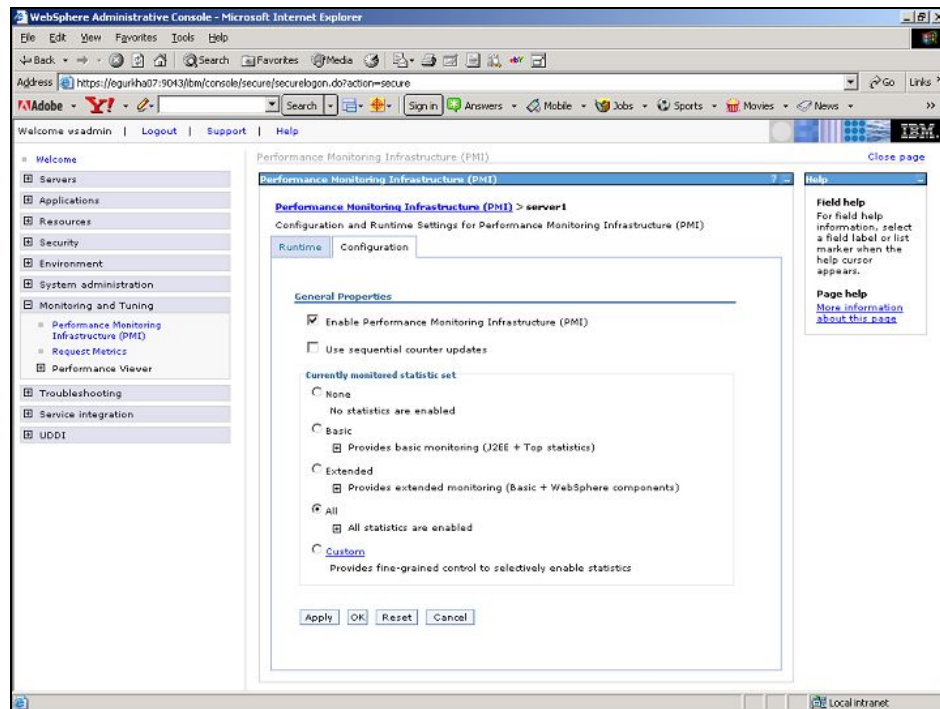 WebSphere Administrative Console - Microsoft Internet Explorer
File Edit View Favorites Tools Help
Back Search Favorites Media
Address https://egurkha07:9043/ibm/console/secure/securelogon.do?action=secure Go Links »
Adobe Y! Search Sign in Answers Mobile Jobs Sports Movies News »
Welcome vsadmin | Logout | Support | Help IBM.
Welcome
Servers
Applications
Resources
Security
Environment
System administration
Monitoring and Tuning
Performance Monitoring
Infrastructure (PMI)
Request Metrics
Performance Viewer
Troubleshooting
Service integration
UDDI
Performance Monitoring Infrastructure (PMI) Close page
Performance Monitoring Infrastructure (PMI) ? -
Performance Monitoring Infrastructure (PMI) > server1
Configuration and Runtime Settings for Performance Monitoring Infrastructure (PMI)
Runtime Configuration
General Properties
Enable Performance Monitoring Infrastructure (PMI)
Use sequential counter updates
Currently monitored statistic set
None
No statistics are enabled
Basic
Provides basic monitoring (J2EE + Top statistics)
Extended
Provides extended monitoring (Basic + WebSphere components)
All
All statistics are enabled
Custom
Provides fine-grained control to selectively enable statistics
Apply OK Reset Cancel
Help -
Field help
For field help
information, select
a field label or list
marker when the
help cursor
appears.
Page help
More information
about this page
Local intranet